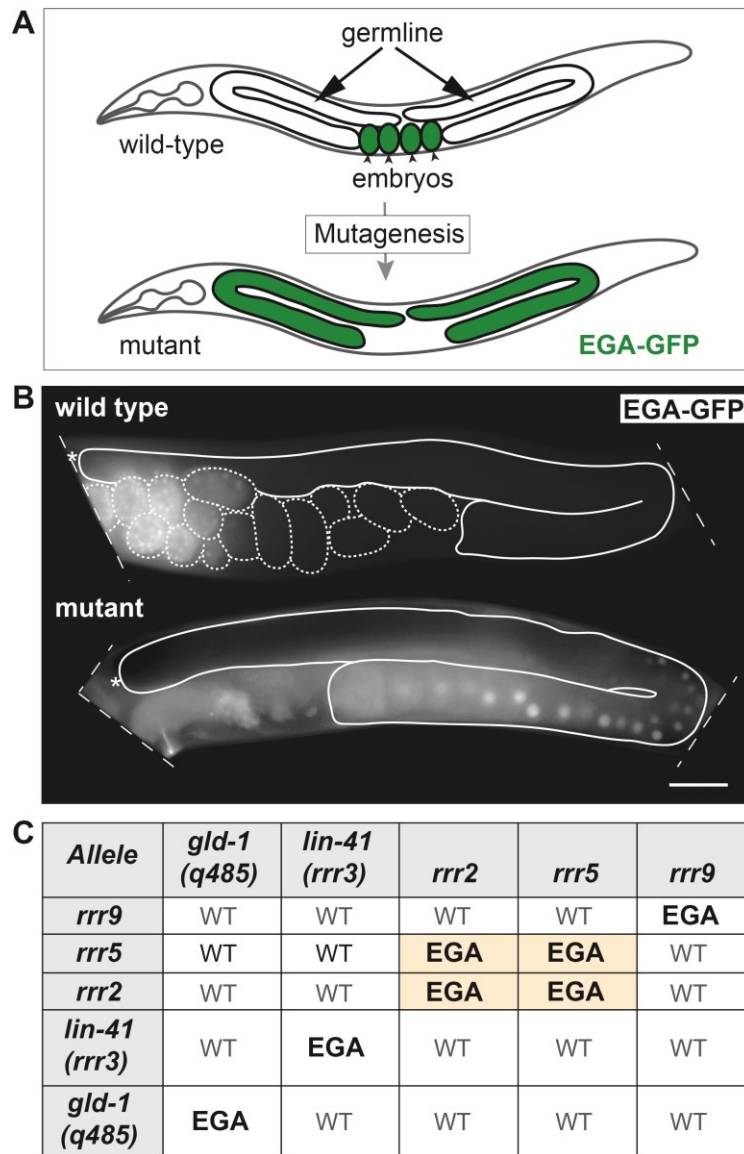 A
germline
wild-type
embryos
Mutagenesis
mutant
EGA-GFP
B
wild type
EGA-GFP
*
mutant
*
C
Allele gld-1 (q485) lin-41 (rrr3) rrr2 rrr5 rrr9
rrr9 WT WT WT WT EGA
rrr5 WT WT EGA EGA WT
rrr2 WT WT EGA EGA WT
lin-41 (rrr3) WT EGA WT WT WT
gld-1 (q485) EGA WT WT WT WT